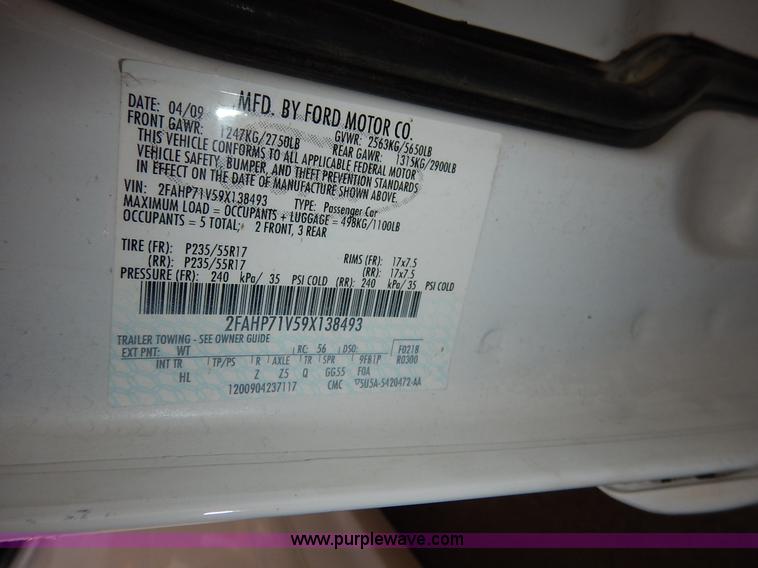 MFD. BY FORD MOTOR CO.
DATE: 04/09
FRONT GAWR: 1247KG/2750LB
GVWR: 2563KG/5650LB
REAR GAWR: 1315KG/2900LB
THIS VEHICLE CONFORMS TO ALL APPLICABLE FEDERAL MOTOR
VEHICLE SAFETY, BUMPER, AND THEFT PREVENTION STANDARDS
IN EFFECT ON THE DATE OF MANUFACTURE SHOWN ABOVE.
VIN: 2FAHP71V59X138493 TYPE: Passenger Car
MAXIMUM LOAD = OCCUPANTS + LUGGAGE = 498KG/1100LB
OCCUPANTS = 5 TOTAL; 2 FRONT, 3 REAR
TIRE (FR): P235/55R17 RIMS (FR): 17x7.5
(RR): P235/55R17 (RR): 17x7.5
PRESSURE (FR): 240 kPa/ 35 PSI COLD (RR): 240 kPa/ 35 PSI COLD
2FAHP71V59X138493
TRAILER TOWING - SEE OWNER GUIDE
EXT PNT: WT RC: 56 DSO: F0218
R0300
INT TR TP/PS R AXLE TR SPR 9FB1P
HL Z Z5 Q GG55 FOA
1200904237117 CMC 5U5A-5420472-AA
www.purplewave.com